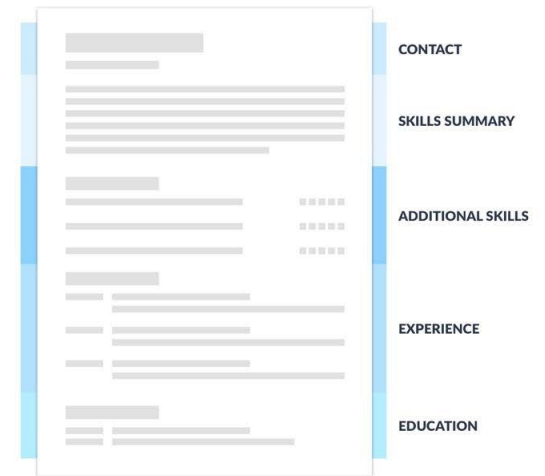 CONTACT
SKILLS SUMMARY
ADDITIONAL SKILLS
EXPERIENCE
EDUCATION